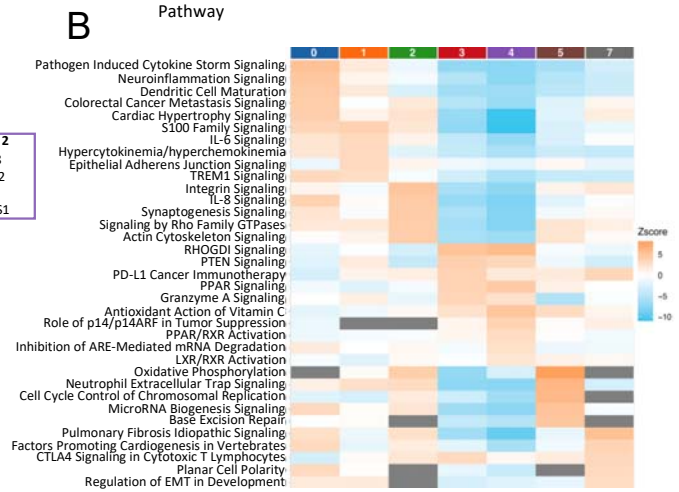 Pathway
B
0 1 2 3 4 5 7
Pathogen Induced Cytokine Storm Signaling
Neuroinflammation Signaling
Dendritic Cell Maturation
Colorectal Cancer Metastasis Signaling
Cardiac Hypertrophy Signaling
S100 Family Signaling
IL-6 Signaling
Hypercytokinemia/hyperchemokinemia
Epithelial Adherens Junction Signaling
TREM1 Signaling
Integrin Signaling
IL-8 Signaling
Synaptogenesis Signaling
Signaling by Rho Family GTPases
Actin Cytoskeleton Signaling
RHOGDI Signaling
PTEN Signaling
PD-L1 Cancer Immunotherapy
PPAR Signaling
Granzyme A Signaling
Antioxidant Action of Vitamin C
Role of p14/p14ARF in Tumor Suppression
PPAR/RXR Activation
Inhibition of ARE-Mediated mRNA Degradation
LXR/RXR Activation
Oxidative Phosphorylation
Neutrophil Extracellular Trap Signaling
Cell Cycle Control of Chromosomal Replication
MicroRNA Biogenesis Signaling
Base Excision Repair
Pulmonary Fibrosis Idiopathic Signaling
Factors Promoting Cardiogenesis in Vertebrates
CTLA4 Signaling in Cytotoxic T Lymphocytes
Planar Cell Polarity
Regulation of EMT in Development
Zscore
5
0
-5
-10
2
2
S1